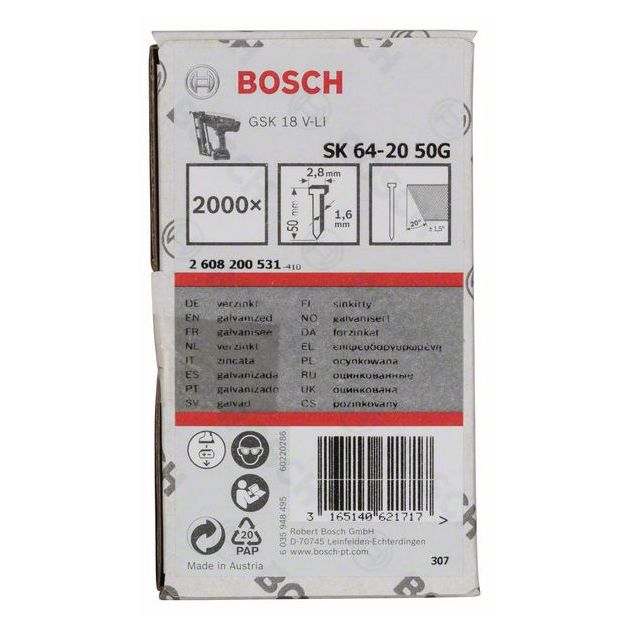 BOSCH
GSK 18 V-LI
SK 64-20 50G
2000×
2,8mm
50 mm
1,6 mm
20°
± 1,5°
2 608 200 531 -410
DE verzinkt
EN galvanized
FR galvanisée
NL verzinkt
IT zincata
ES galvanizada
PT galvanizado
SV galvad
FI sinkitty
NO galvanisert
DA forzinket
EL
PL ocynkowana
RU оцинкованные
UK оцинкована
CS pozinkovaný
60220286
6 035 948 495
20
PAP
Made in Austria
3 165140 621717 >
Robert Bosch GmbH
D-70745 Leinfelden-Echterdingen
www.bosch-pt.com
307